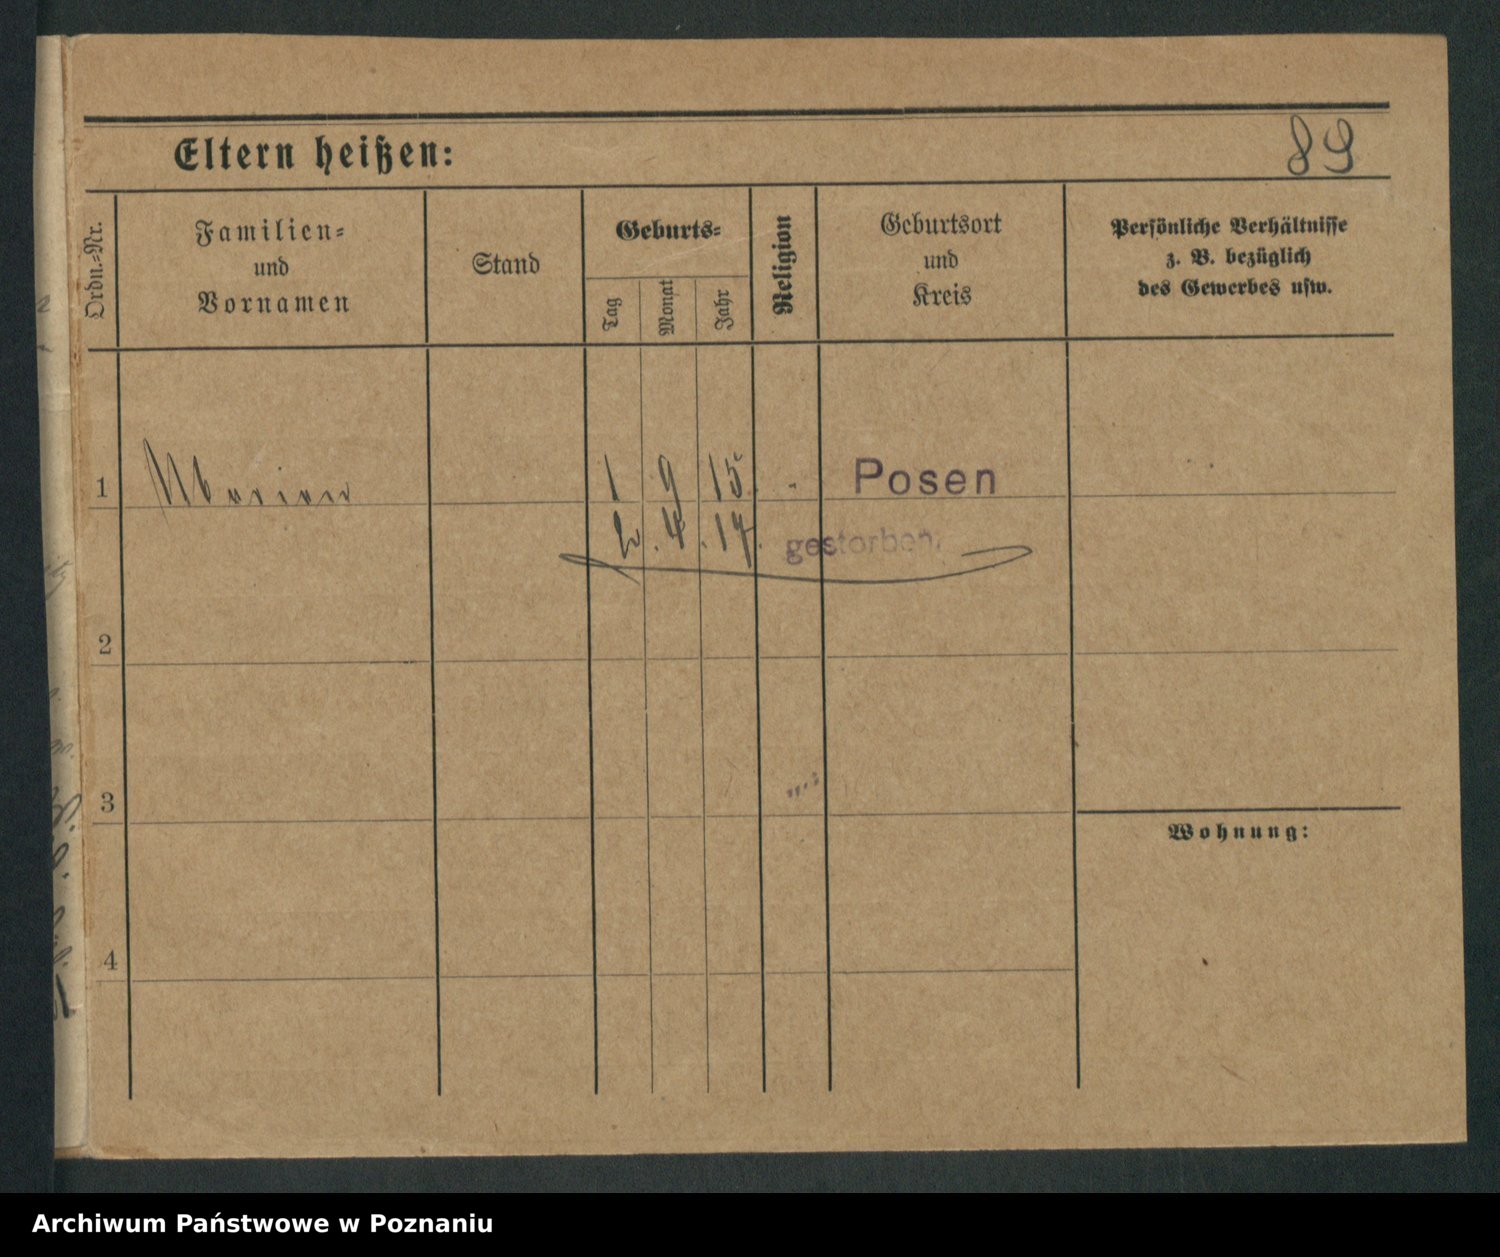 Eltern heißen:
89
Ordn.-Nr.
Familien-
und
Vornamen
Stand
Geburts-
Tag
Monat
Jahr
Religion
Geburtsort
und
Kreis
Persönliche Verhältnisse
z. B. bezüglich
des Gewerbes usw.
1 Marian 1 9 15. " Posen
2. 4. 17. gestorben
2
3
Wohnung:
4
Archiwum Państwowe w Poznaniu